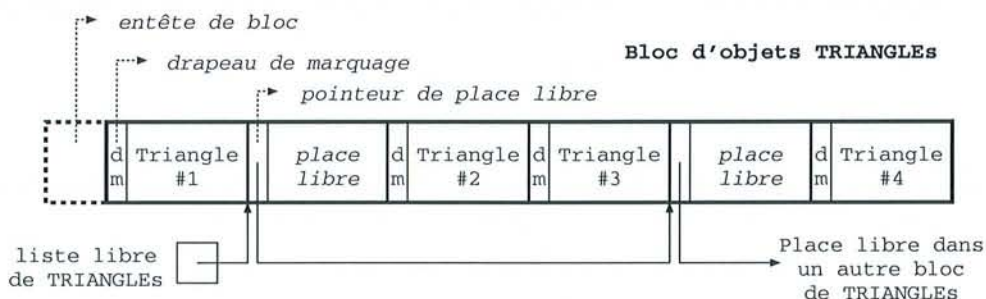 entête de bloc
drapeau de marquage
Bloc d'objets TRIANGLEs
pointeur de place libre
d m
Triangle #1
place libre
d m
Triangle #2
d m
Triangle #3
place libre
d m
Triangle #4
liste libre
de TRIANGLEs
Place libre dans
un autre bloc
de TRIANGLEs